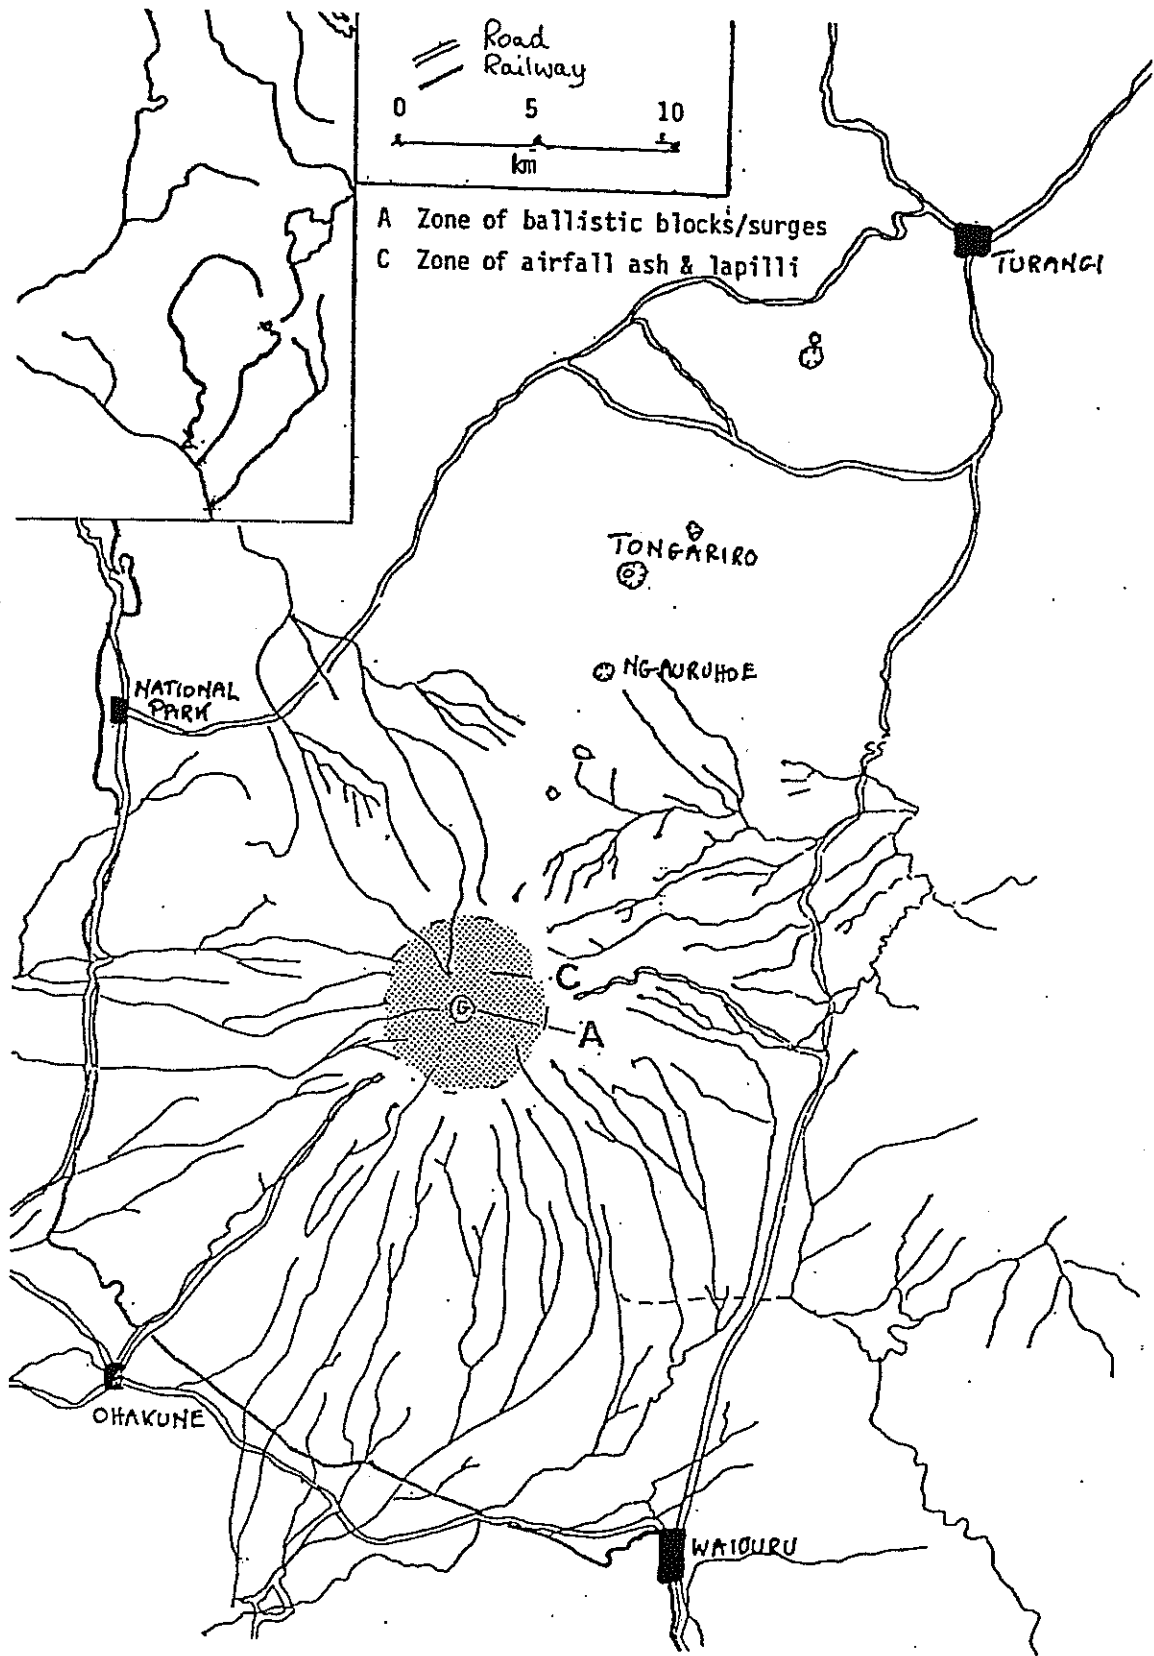 Road
Railway
0 5 10
km
A Zone of ballistic blocks/surges
C Zone of airfall ash & lapilli
TURANGI
TONGARIRO
NGAURUHOE
NATIONAL
PARK
C
A
OHAKUNE
WAIOURU